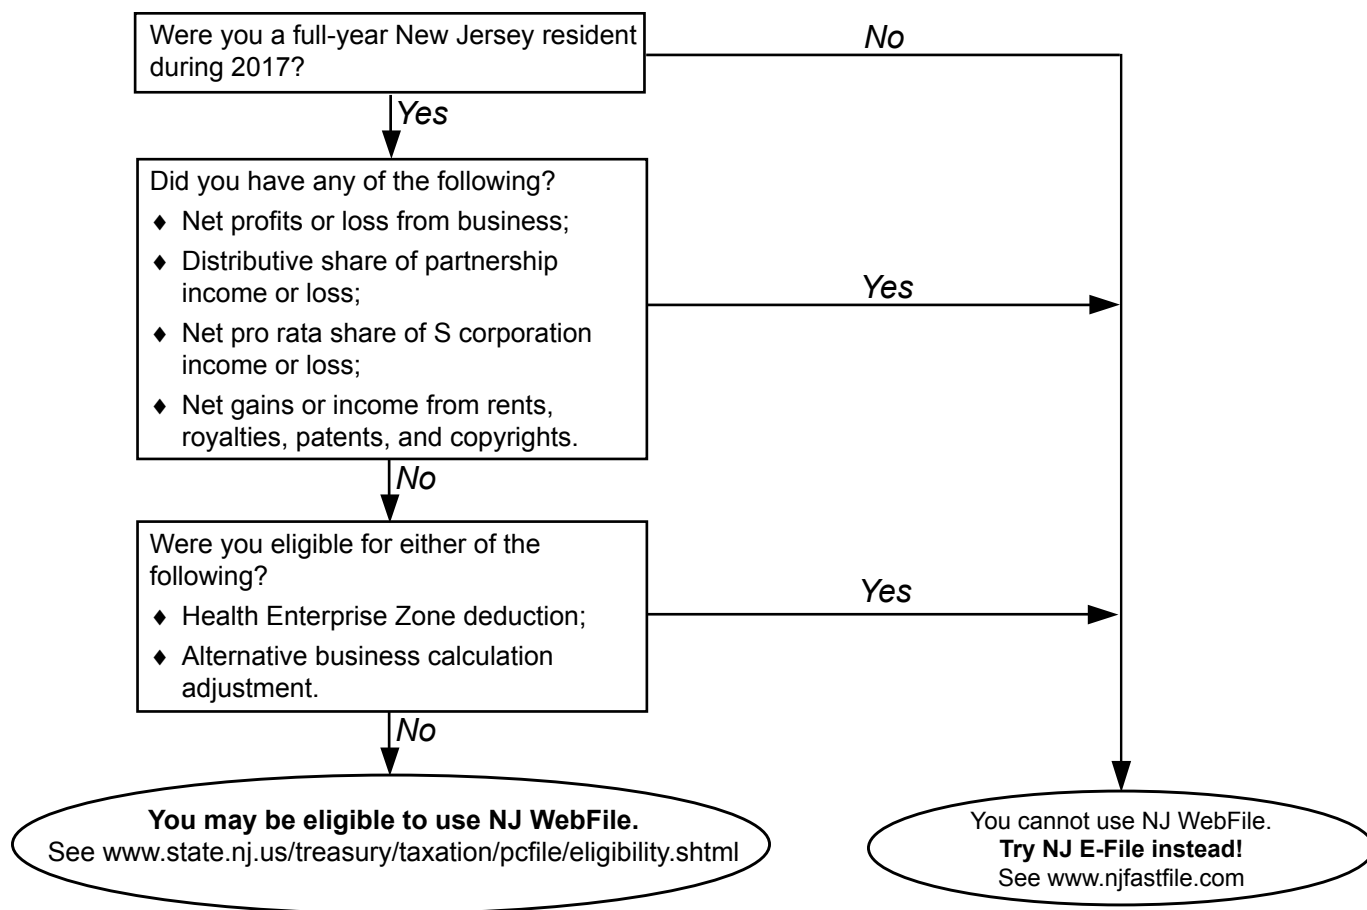 Were you a full-year New Jersey resident
during 2017?
No
Yes
Did you have any of the following?
♦ Net profits or loss from business;
♦ Distributive share of partnership
income or loss;
♦ Net pro rata share of S corporation
income or loss;
♦ Net gains or income from rents,
royalties, patents, and copyrights.
Yes
No
Were you eligible for either of the
following?
♦ Health Enterprise Zone deduction;
♦ Alternative business calculation
adjustment.
Yes
No
You may be eligible to use NJ WebFile.
See www.state.nj.us/treasury/taxation/pcfile/eligibility.shtml
You cannot use NJ WebFile.
Try NJ E-File instead!
See www.njfastfile.com